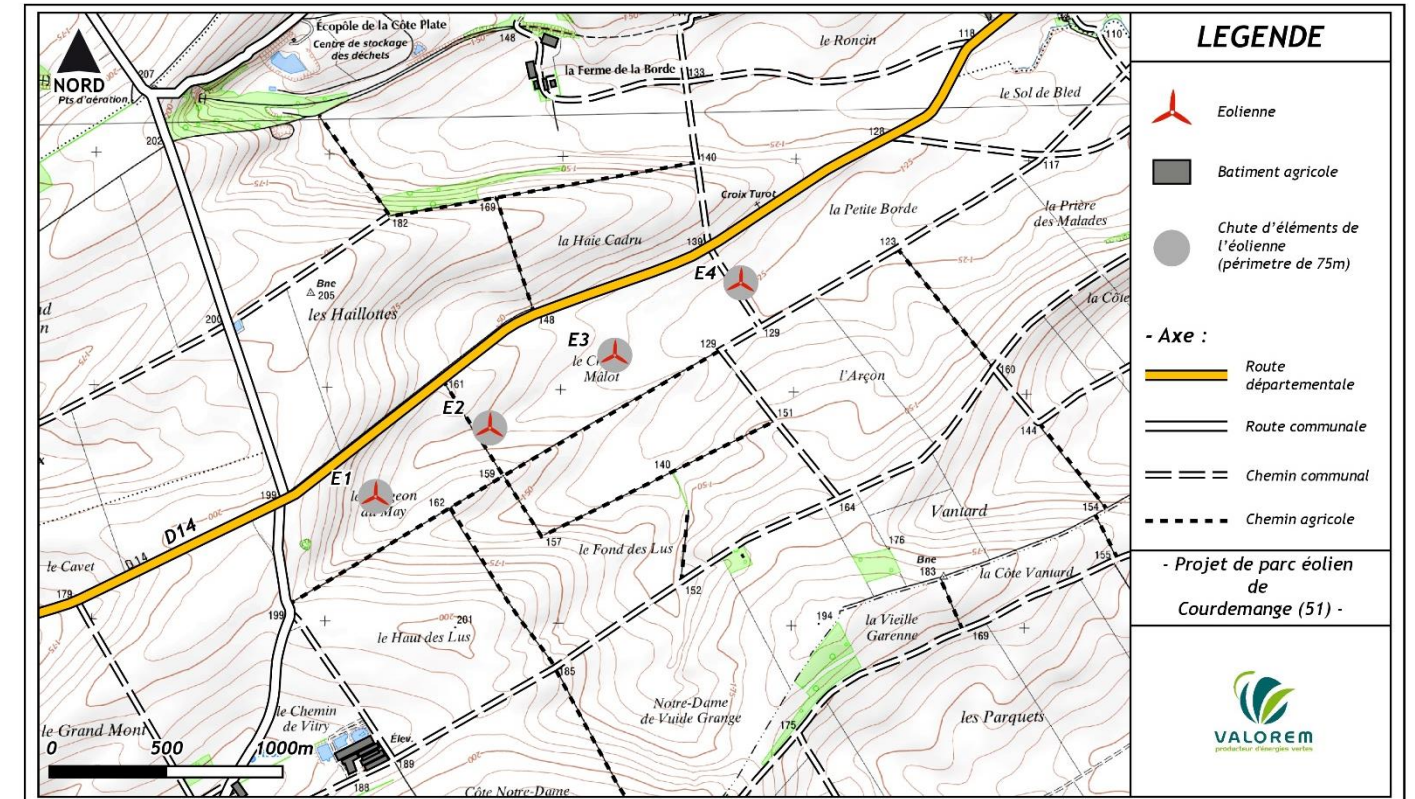 Écopôle de la Côte Plate
Centre de stockage
des déchets
NORD
Pts d'aération
207
202
148
la Ferme de la Borde
133
le Roncin
118
110
le Sol de Bled
128
117
140
Croix Turot
la Petite Borde
la Prière
des Malades
182
169
la Haie Cadru
139
123
E4
Bne
205
les Haillottes
200
148
129
129
la Côte
E3
Mâlot
l'Arçon
160
161
E2
151
144
159
140
E1
199
162
D14
D14
157
le Fond des Lus
164
Vantard
154
176
155
le Cavet
179
152
Bne
183
la Côte Vantard
199
le Haut des Lus
201
194
la Vieille
Garenne
169
185
Notre-Dame
de Vuide Grange
175
les Parquets
le Chemin
de Vitry
le Grand Mont
Élev.
189
188
Côte Notre-Dame
0 500 1000m
LEGENDE
Eolienne
Batiment agricole
Chute d'éléments de
l'éolienne
(périmetre de 75m)
- Axe :
Route
départementale
Route communale
Chemin communal
Chemin agricole
- Projet de parc éolien
de
Courdemange (51) -
VALOREM
producteur d'énergies vertes